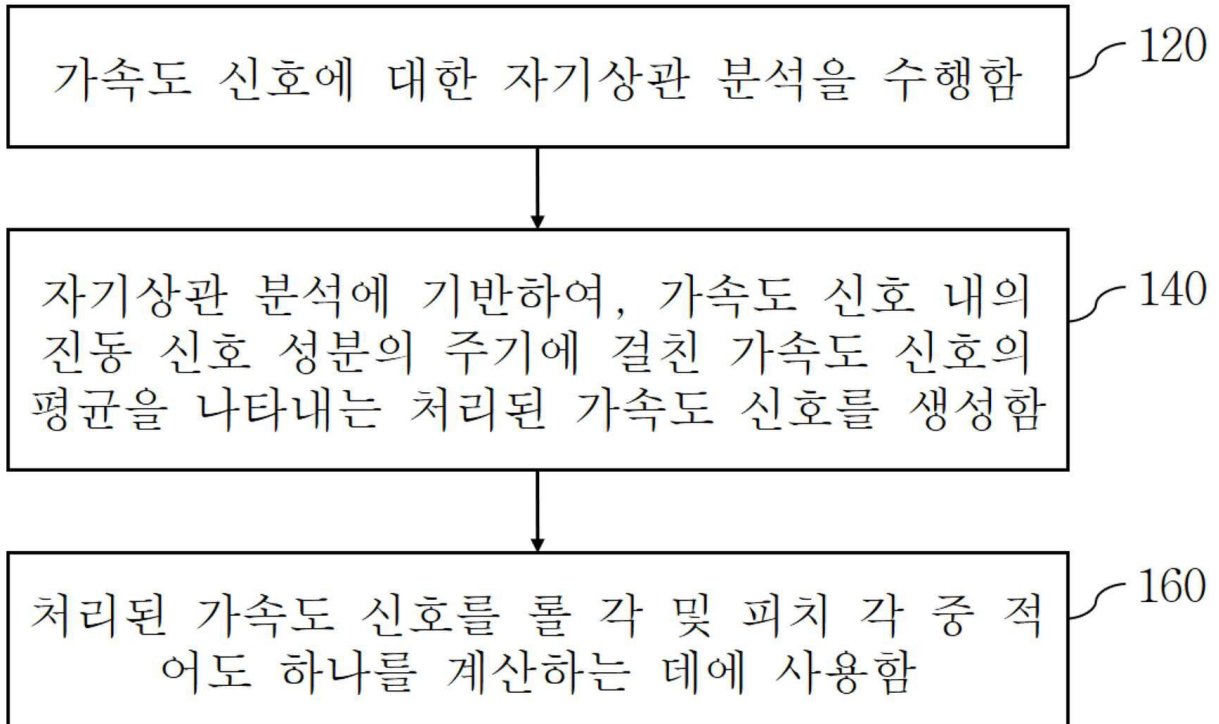 가속도 신호에 대한 자기상관 분석을 수행함
120
자기상관 분석에 기반하여, 가속도 신호 내의
진동 신호 성분의 주기에 걸친 가속도 신호의
평균을 나타내는 처리된 가속도 신호를 생성함
140
처리된 가속도 신호를 롤 각 및 피치 각 중 적
어도 하나를 계산하는 데에 사용함
160